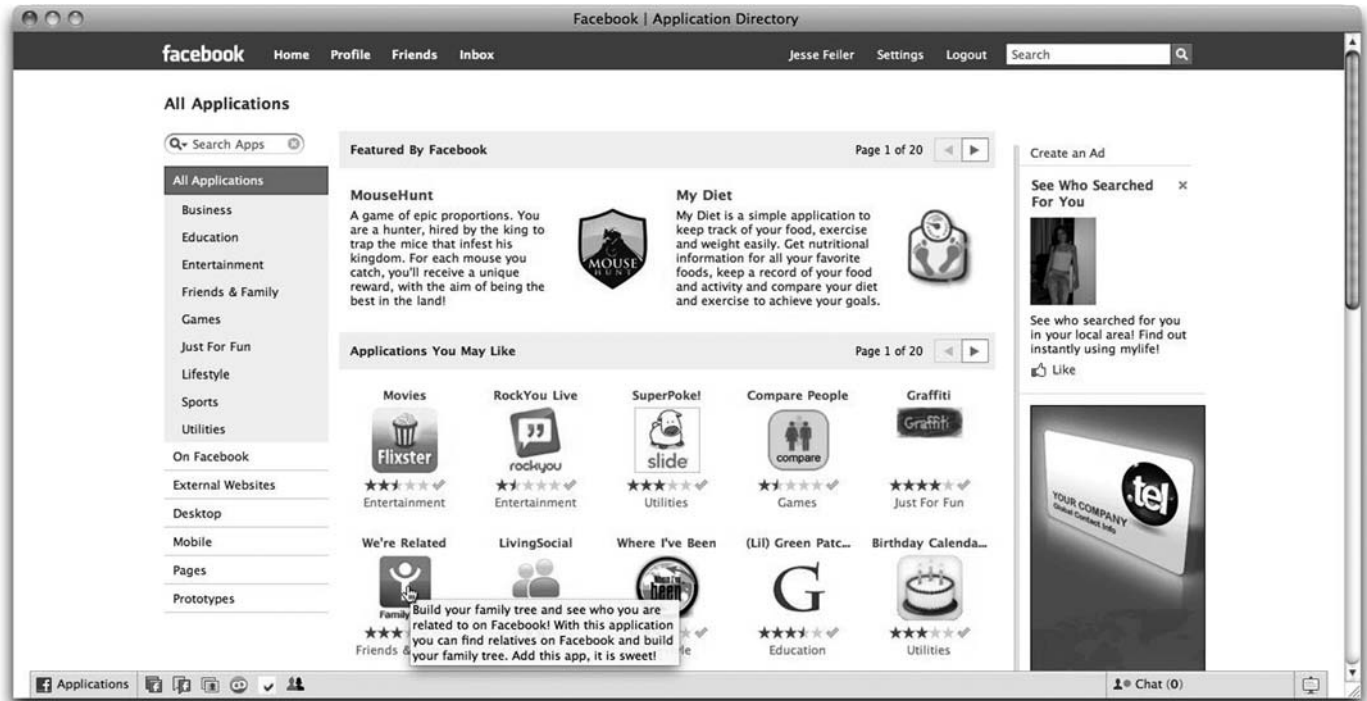 Facebook | Application Directory
facebook Home Profile Friends Inbox Jesse Feiler Settings Logout Search
All Applications
Search Apps
All Applications
Business
Education
Entertainment
Friends & Family
Games
Just For Fun
Lifestyle
Sports
Utilities
On Facebook
External Websites
Desktop
Mobile
Pages
Prototypes
Featured By Facebook Page 1 of 20
MouseHunt
A game of epic proportions. You
are a hunter, hired by the king to
trap the mice that infest his
kingdom. For each mouse you
catch, you'll receive a unique
reward, with the aim of being the
best in the land!
MOUSE
HUNT
My Diet
My Diet is a simple application to
keep track of your food, exercise
and weight easily. Get nutritional
information for all your favorite
foods, keep a record of your food
and activity and compare your diet
and exercise to achieve your goals.
Applications You May Like Page 1 of 20
Movies RockYou Live SuperPoke! Compare People Graffiti
Flixster rockyou slide compare Graffiti
Entertainment Entertainment Utilities Games Just For Fun
We're Related LivingSocial Where I've Been (Lil) Green Patc... Birthday Calenda...
been G
Family
Build your family tree and see who you are
related to on Facebook! With this application
you can find relatives on Facebook and build
your family tree. Add this app, it is sweet!
Friends & Education Utilities
Create an Ad
See Who Searched
For You
See who searched for you
in your local area! Find out
instantly using mylife!
Like
YOUR COMPANY
Global Contact Info
.tel
Applications Chat (0)